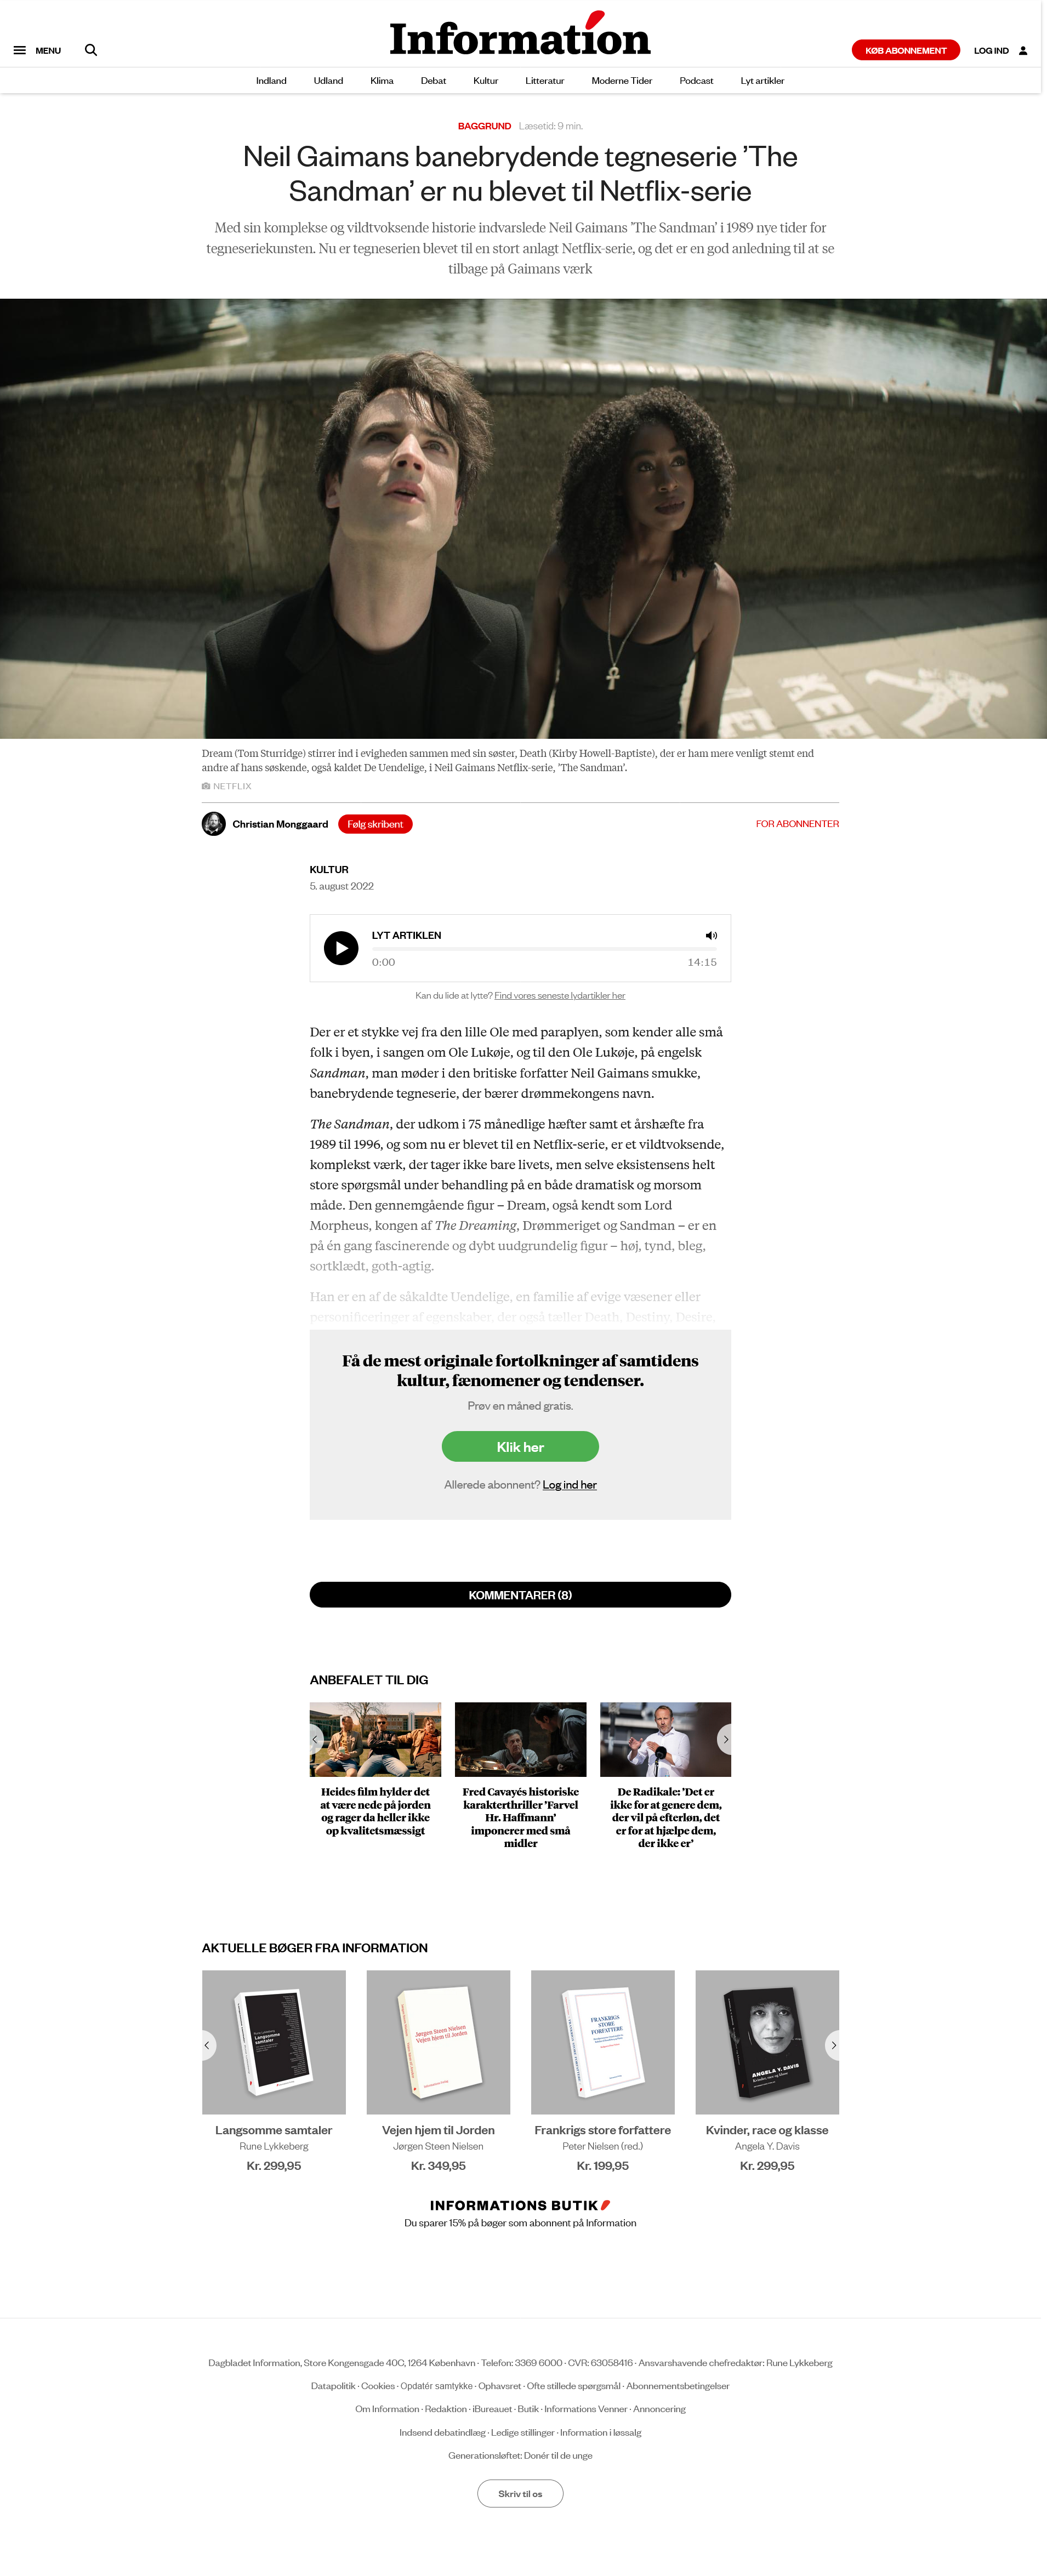 MENU
Information
KØB ABONNEMENT
LOG IND
Indland
Udland
Klima
Debat
Kultur
Litteratur
Moderne Tider
Podcast
Lyt artikler
BAGGRUND Læsetid: 9 min.
Neil Gaimans banebrydende tegneserie ’The
Sandman’ er nu blevet til Netflix-serie
Med sin komplekse og vildtvoksende historie indvarslede Neil Gaimans ’The Sandman’ i 1989 nye tider for
tegneseriekunsten. Nu er tegneserien blevet til en stort anlagt Netflix-serie, og det er en god anledning til at se
tilbage på Gaimans værk
Dream (Tom Sturridge) stirrer ind i evigheden sammen med sin søster, Death (Kirby Howell-Baptiste), der er ham mere venligt stemt end
andre af hans søskende, også kaldet De Uendelige, i Neil Gaimans Netflix-serie, ’The Sandman’.
NETFLIX
Christian Monggaard
Følg skribent
FOR ABONNENTER
KULTUR
5. august 2022
LYT ARTIKLEN
0:00
14:15
Kan du lide at lytte? Find vores seneste lydartikler her
Der er et stykke vej fra den lille Ole med paraplyen, som kender alle små
folk i byen, i sangen om Ole Lukøje, og til den Ole Lukøje, på engelsk
Sandman, man møder i den britiske forfatter Neil Gaimans smukke,
banebrydende tegneserie, der bærer drømmekongens navn.
The Sandman, der udkom i 75 månedlige hæfter samt et årshæfte fra
1989 til 1996, og som nu er blevet til en Netflix-serie, er et vildtvoksende,
komplekst værk, der tager ikke bare livets, men selve eksistensens helt
store spørgsmål under behandling på en både dramatisk og morsom
måde. Den gennemgående figur – Dream, også kendt som Lord
Morpheus, kongen af The Dreaming, Drømmeriget og Sandman – er en
på én gang fascinerende og dybt uudgrundelig figur – høj, tynd, bleg,
sortklædt, goth-agtig.
Han er en af de såkaldte Uendelige, en familie af evige væsener eller
personificeringer af egenskaber, der også tæller Death, Destiny, Desire,
Få de mest originale fortolkninger af samtidens
kultur, fænomener og tendenser.
Prøv en måned gratis.
Klik her
Allerede abonnent? Log ind her
KOMMENTARER (8)
ANBEFALET TIL DIG
Heides film hylder det
at være nede på jorden
og rager da heller ikke
op kvalitetsmæssigt
Fred Cavayés historiske
karakterthriller ’Farvel
Hr. Haffmann’
imponerer med små
midler
De Radikale: ’Det er
ikke for at genere dem,
der vil på efterløn, det
er for at hjælpe dem,
der ikke er’
AKTUELLE BØGER FRA INFORMATION
Langsomme
samtaler
Jørgen Steen Nielsen
Vejen hjem til Jorden
FRANKRIGS
STORE
FORFATTERE
ANGELA Y. DAVIS
Langsomme samtaler
Rune Lykkeberg
Kr. 299,95
Vejen hjem til Jorden
Jørgen Steen Nielsen
Kr. 349,95
Frankrigs store forfattere
Peter Nielsen (red.)
Kr. 199,95
Kvinder, race og klasse
Angela Y. Davis
Kr. 299,95
INFORMATIONS BUTIK
Du sparer 15% på bøger som abonnent på Information
Dagbladet Information, Store Kongensgade 40C, 1264 København · Telefon: 3369 6000 · CVR: 63058416 · Ansvarshavende chefredaktør: Rune Lykkeberg
Datapolitik · Cookies · Opdatér samtykke · Ophavsret · Ofte stillede spørgsmål · Abonnementsbetingelser
Om Information · Redaktion · iBureauet · Butik · Informations Venner · Annoncering
Indsend debatindlæg · Ledige stillinger · Information i løssalg
Generationsløftet: Donér til de unge
Skriv til os